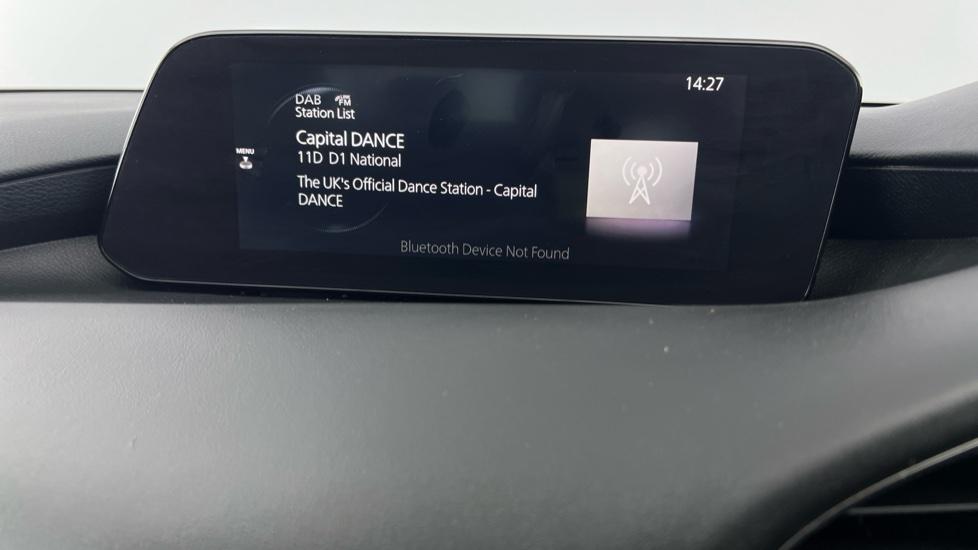 14:27
DAB FM
Station List
Capital DANCE
MENU
11D D1 National
The UK's Official Dance Station - Capital
DANCE
Bluetooth Device Not Found